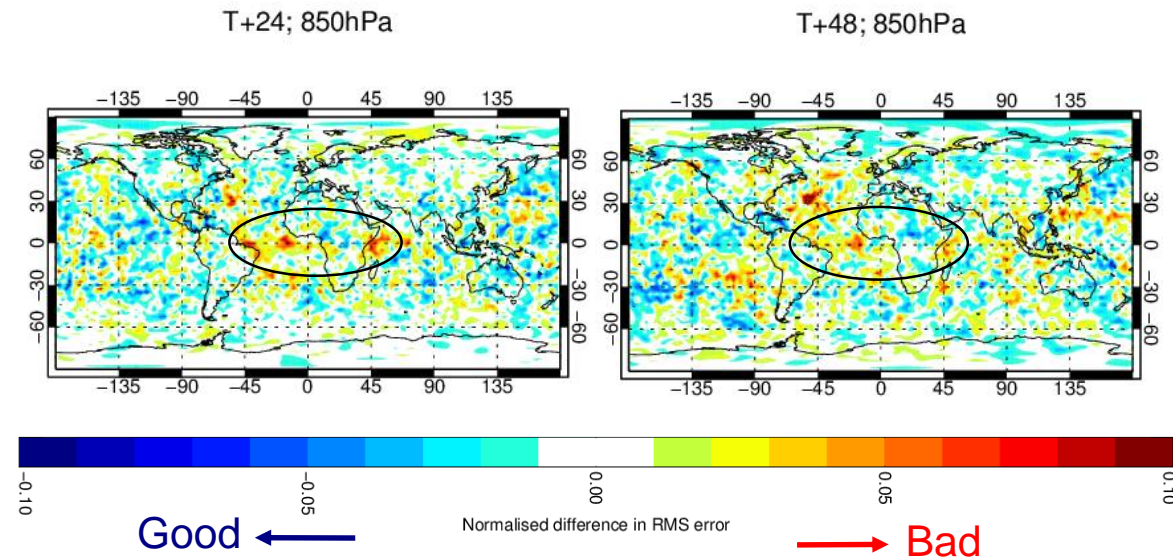 T+24; 850hPa
T+48; 850hPa
−135 −90 −45 0 45 90 135
−135 −90 −45 0 45 90 135
60 60
60 60
30 30
30 30
0 0
0 0
−30 −30
−30 −30
−60 −60
−60 −60
−135 −90 −45 0 45 90 135
−135 −90 −45 0 45 90 135
−0.10 −0.05 0.00 0.05 0.10
Normalised difference in RMS error
Good ← → Bad